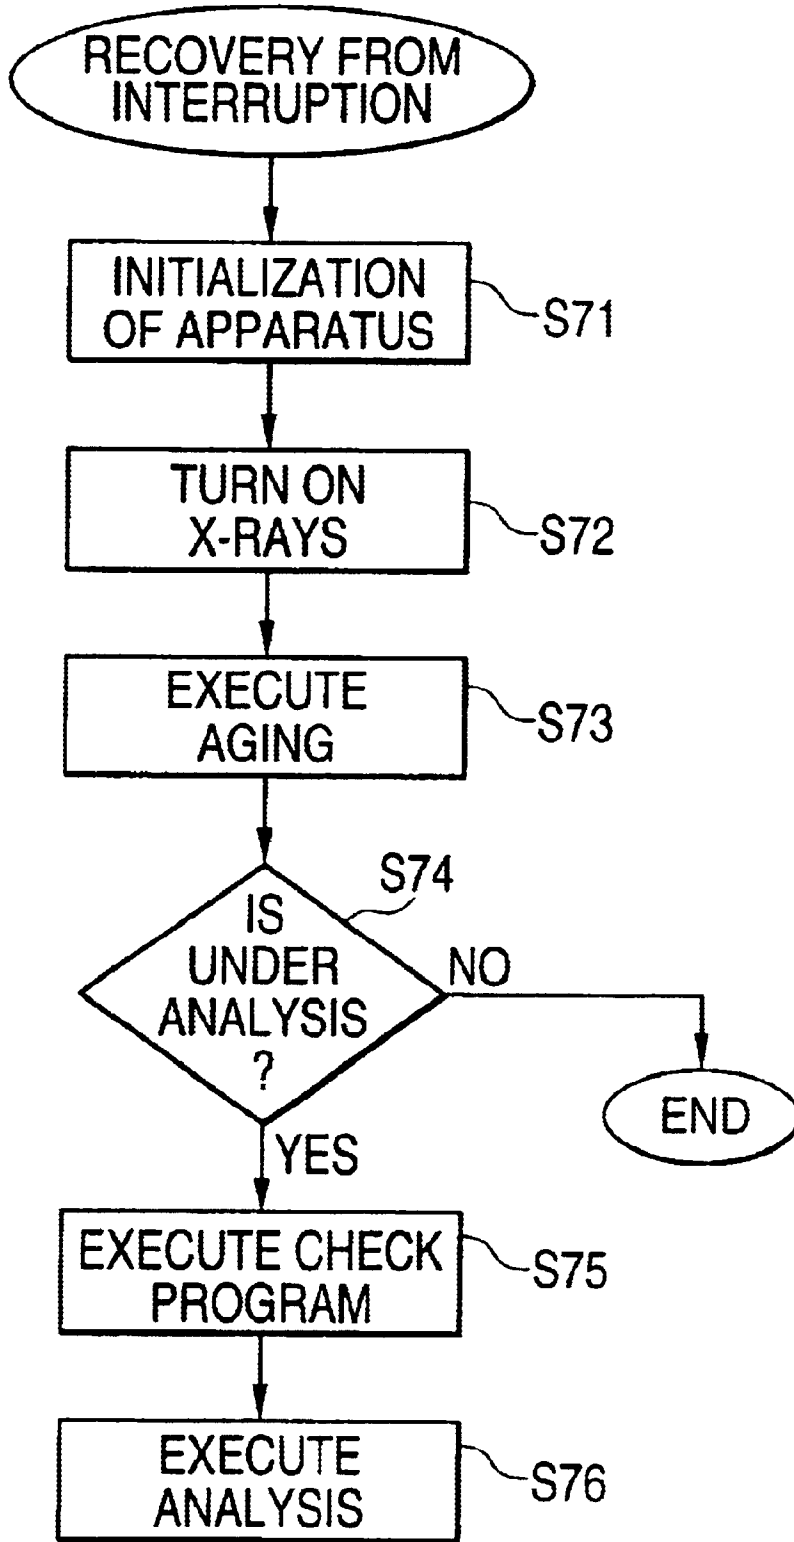 RECOVERY FROM
INTERRUPTION
INITIALIZATION
OF APPARATUS
S71
TURN ON
X-RAYS
S72
EXECUTE
AGING
S73
S74
IS
UNDER
ANALYSIS
?
NO
END
YES
EXECUTE CHECK
PROGRAM
S75
EXECUTE
ANALYSIS
S76